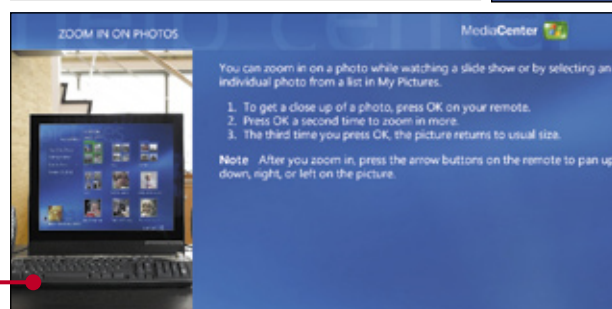 ZOOM IN ON PHOTOS
MediaCenter
You can zoom in on a photo while watching a slide show or by selecting an
individual photo from a list in My Pictures.
1. To get a close up of a photo, press OK on your remote.
2. Press OK a second time to zoom in more.
3. The third time you press OK, the picture returns to usual size.
Note After you zoom in, press the arrow buttons on the remote to pan up
down, right, or left on the picture.